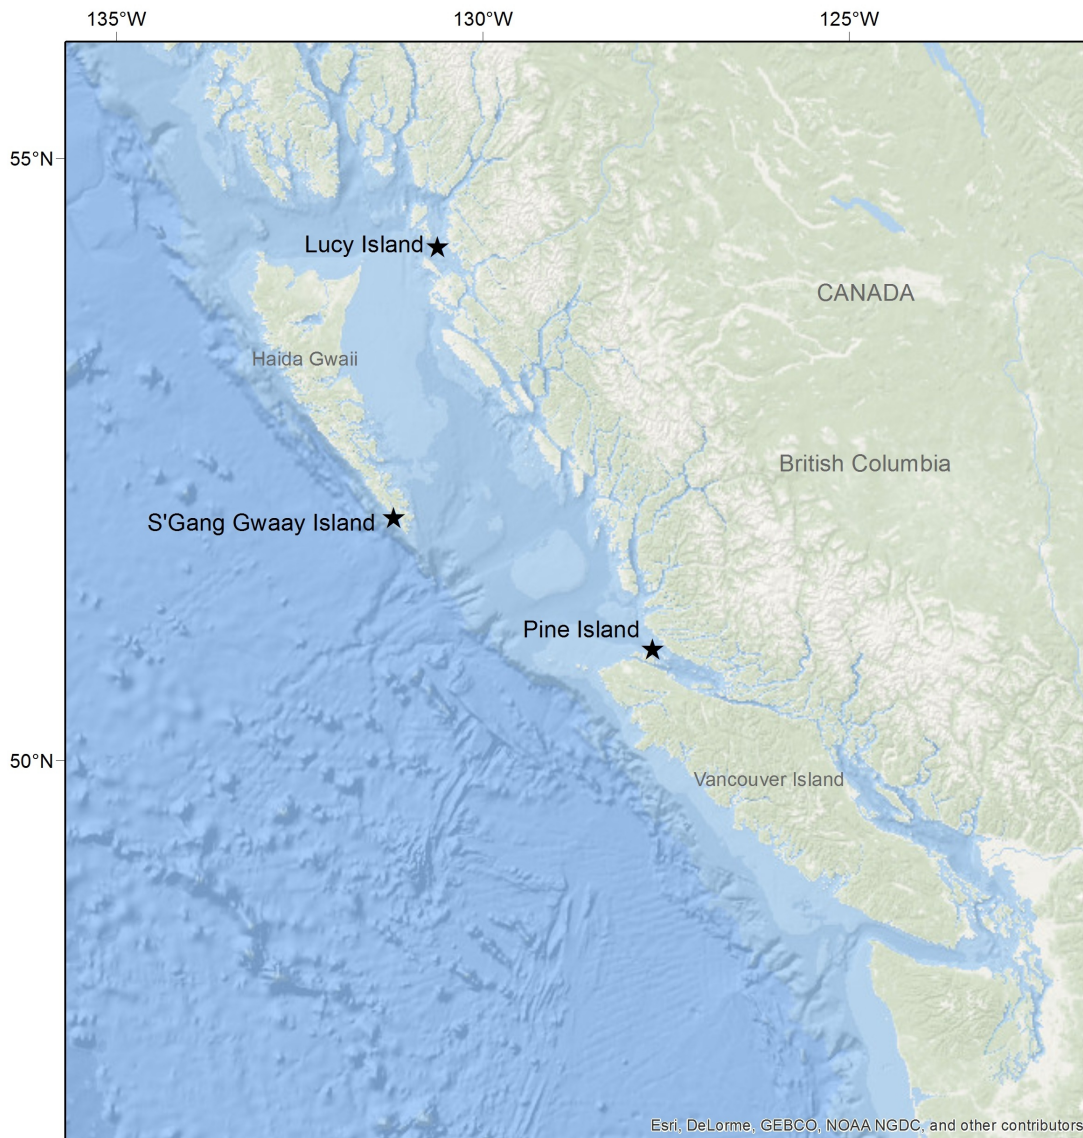 135°W
130°W
125°W
55°N
Lucy Island
CANADA
Haida Gwaii
British Columbia
S'Gang Gwaay Island
Pine Island
50°N
Vancouver Island
Esri, DeLorme, GEBCO, NOAA NGDC, and other contributors